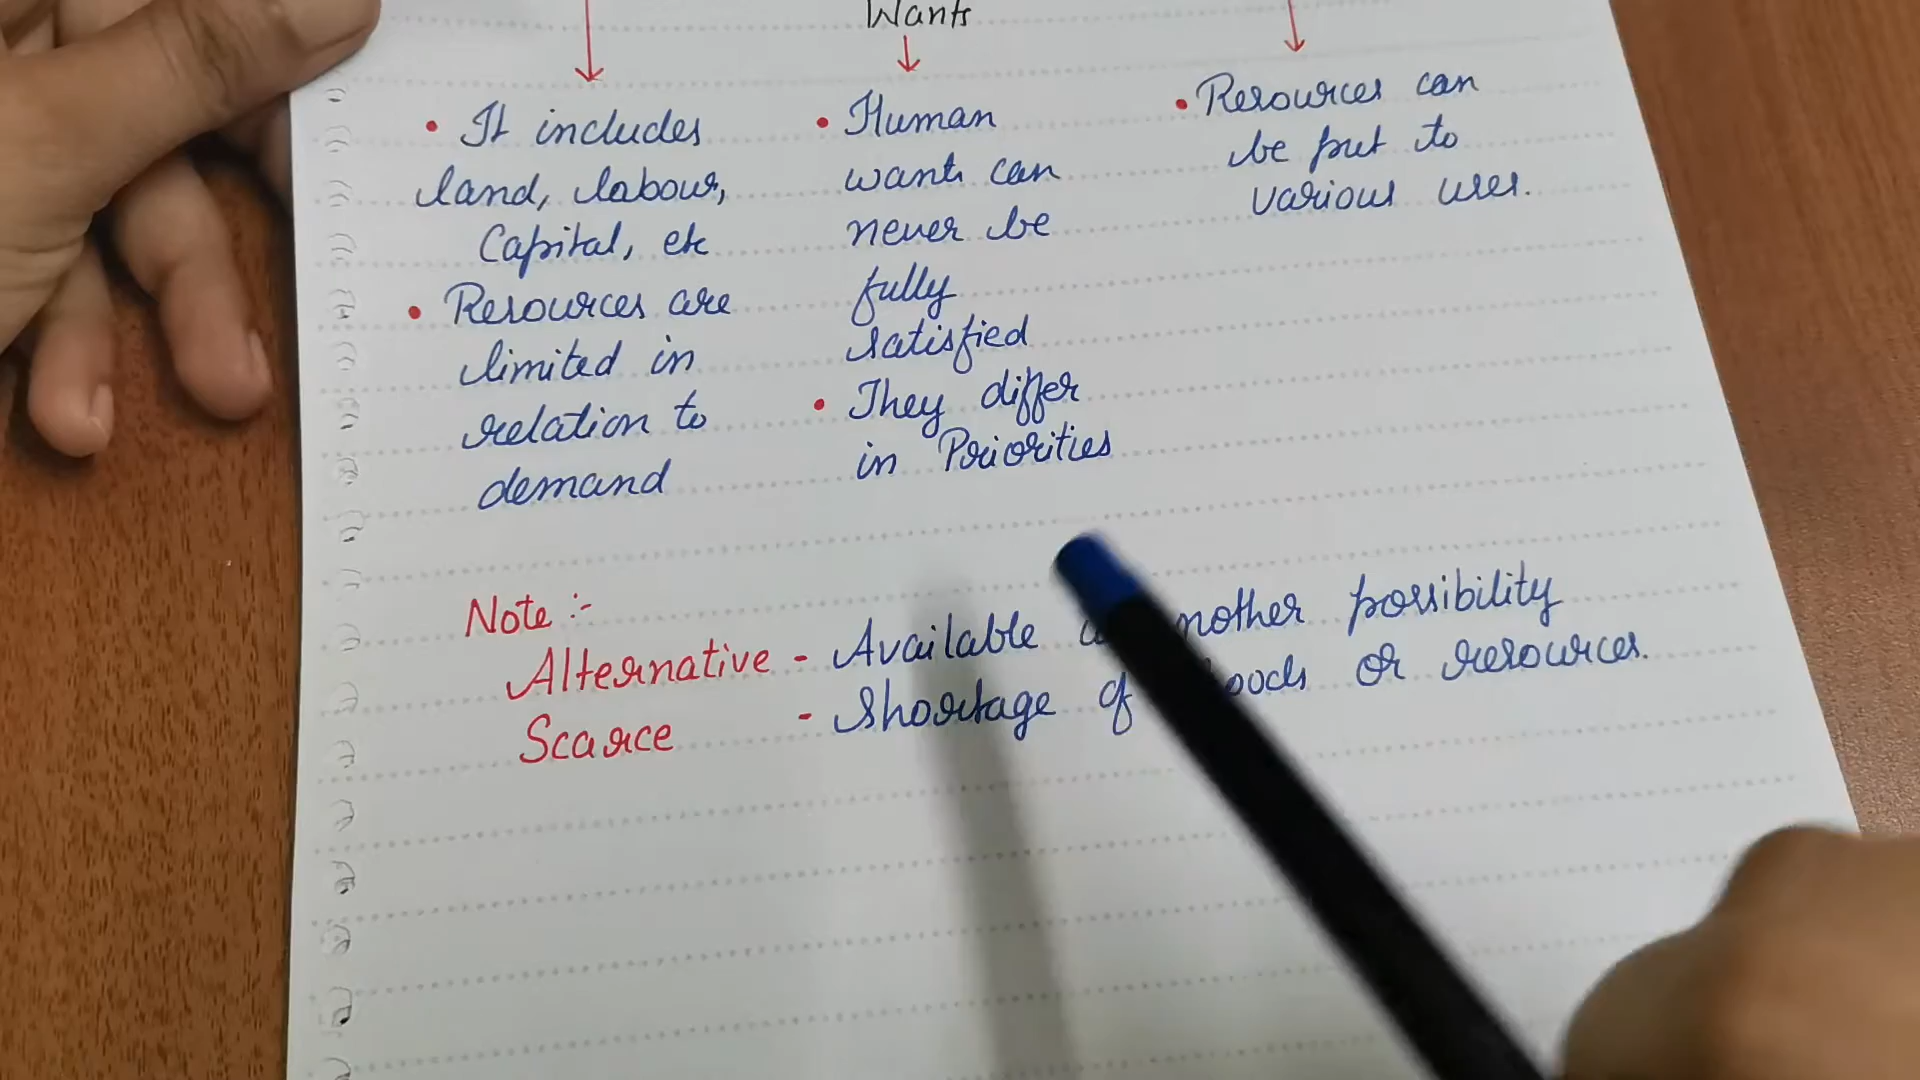 Wants
• It includes
land, labour,
Capital, etc
• Resources are
limited in
relation to
demand
• Human
wants can
never be
fully
satisfied
• They differ
in Priorities
• Resources can
be put to
various uses.
Note :-
Alternative - Available possibility
Scarce - Shortage of or resources.